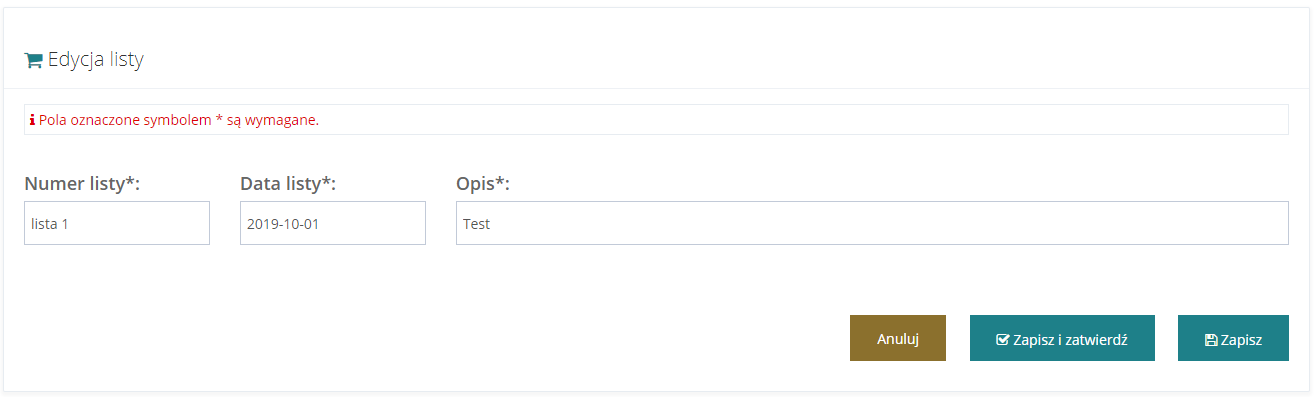 Edycja listy
Pola oznaczone symbolem * są wymagane.
Numer listy*: Data listy*: Opis*:
lista 1 2019-10-01 Test
Anuluj Zapisz i zatwierdź Zapisz